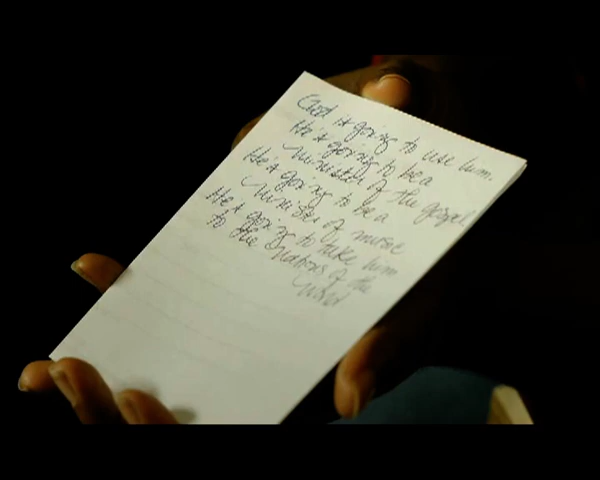 God is going to use him.
He's going to be a
Minister of the gospel.
He's going to be a
Minister of music
He's going to take him
to the Nations of the
World